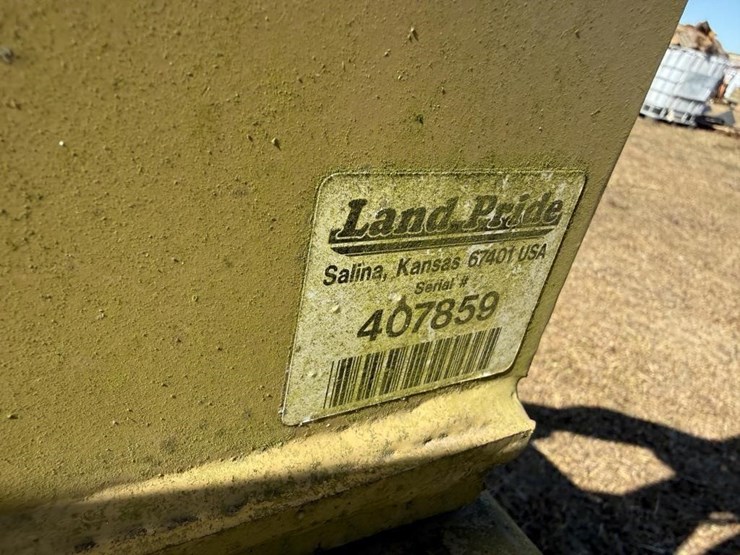 Land Pride
Salina, Kansas 67401 USA
Serial #
407859